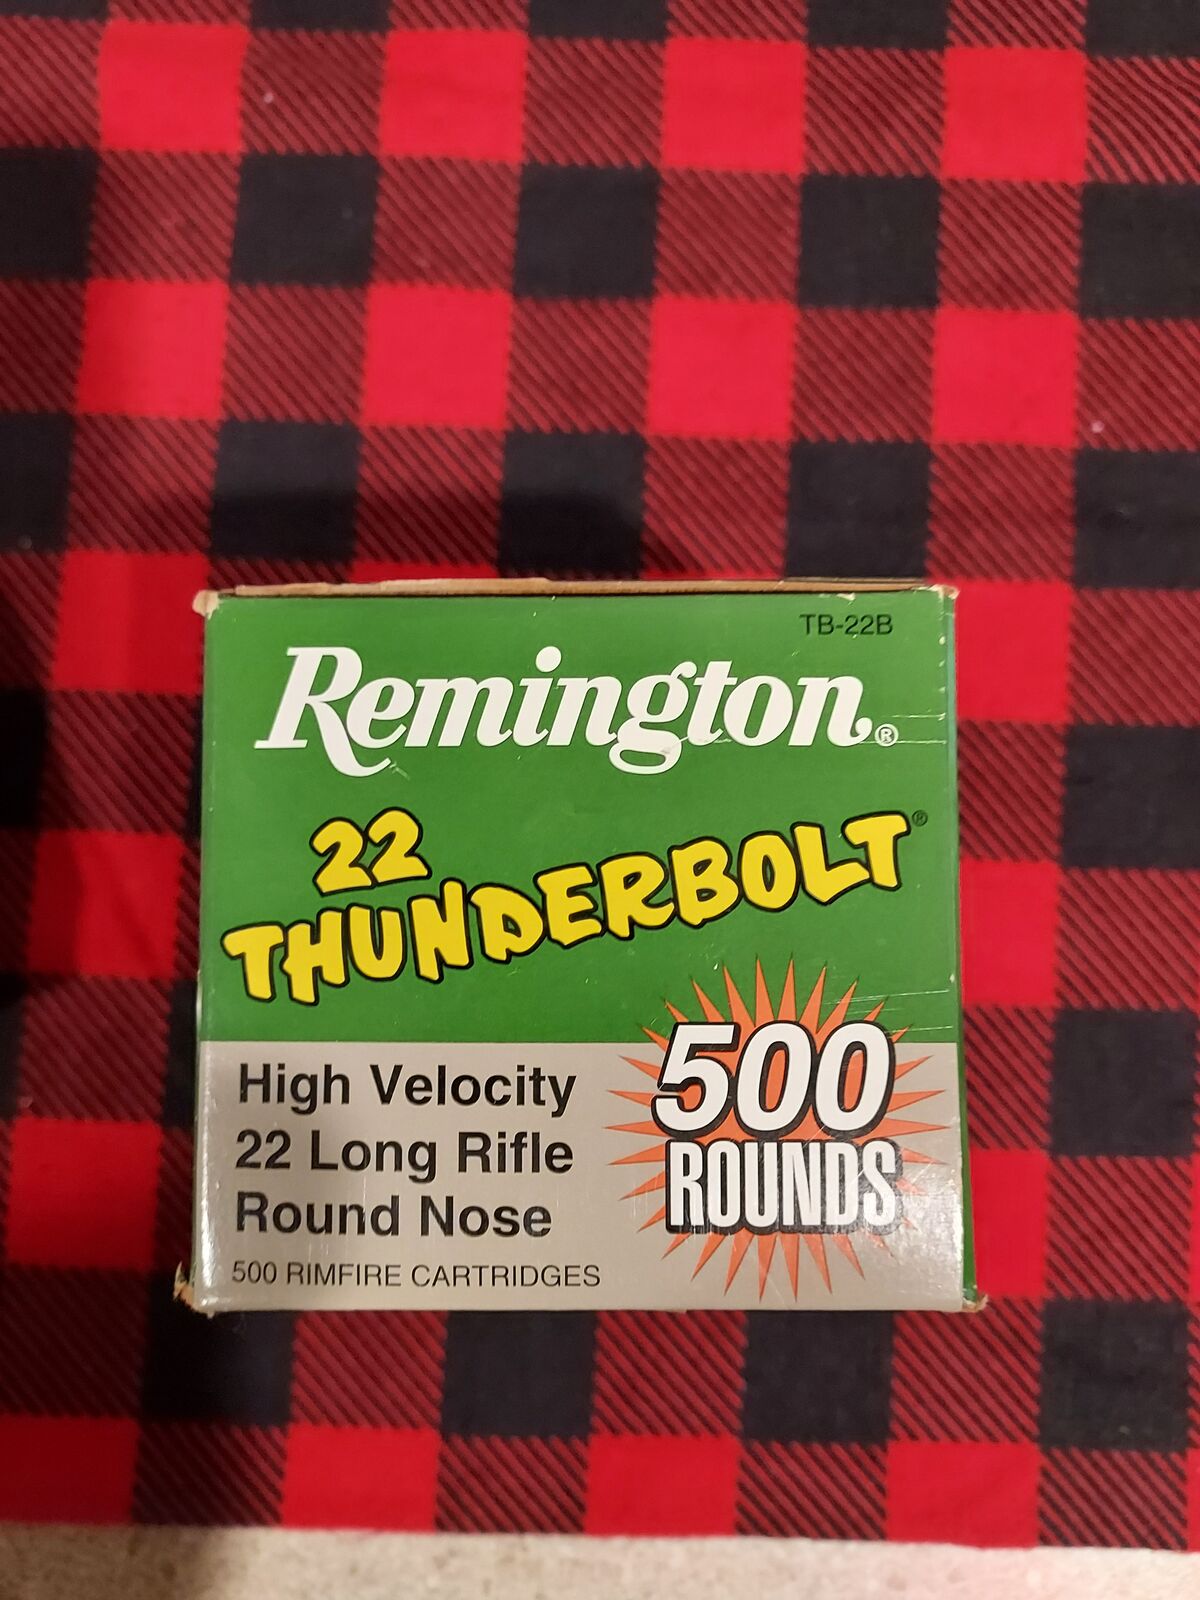 TB-22B
Remington®
22
THUNDERBOLT®
High Velocity
22 Long Rifle
Round Nose
500 RIMFIRE CARTRIDGES
500
ROUNDS